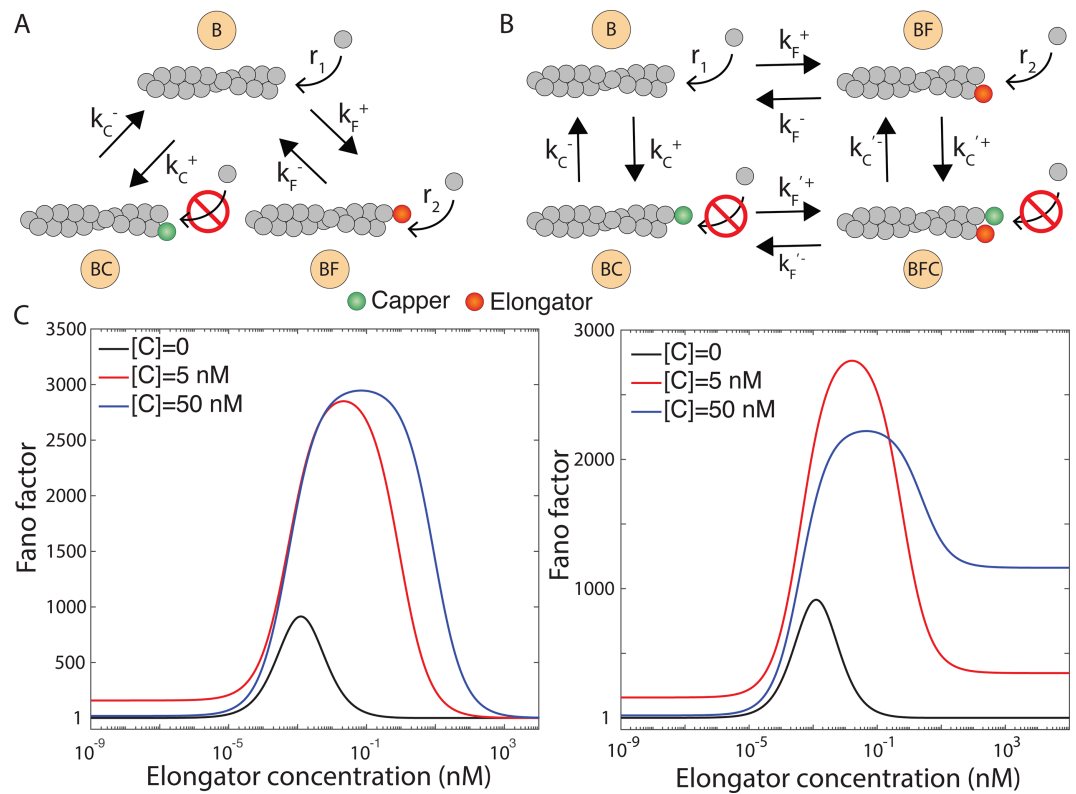 A
B
r1
kC-
kC+
kF+
kF-
r2
BC
BF
B
B
BF
r1
kF+
kF-
r2
kC-
kC+
kC'-
kC'+
kF'+
kF'-
BC
BFC
Capper
Elongator
C
Fano factor
3500
3000
2500
2000
1500
1000
500
1
[C]=0
[C]=5 nM
[C]=50 nM
10-9
10-5
10-1
103
Elongator concentration (nM)
Fano factor
3000
2000
1000
1
[C]=0
[C]=5 nM
[C]=50 nM
10-9
10-5
10-1
103
Elongator concentration (nM)